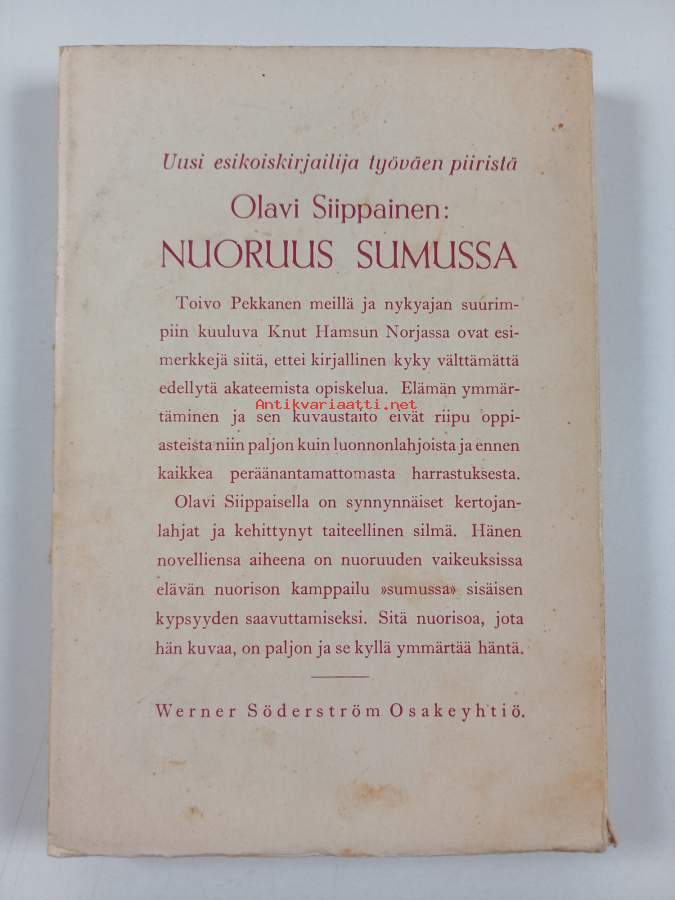 Uusi esikoiskirjailija työväen piiristä
Olavi Siippainen:
NUORUUS SUMUSSA
Toivo Pekkanen meillä ja nykyajan suurim-
piin kuuluva Knut Hamsun Norjassa ovat esi-
merkkejä siitä, ettei kirjallinen kyky välttämättä
edellytä akateemista opiskelua. Elämän ymmär-
Antikvariaatti.net
täminen ja sen kuvaustaito eivät riipu oppi-
asteista niin paljon kuin luonnonlahjoista ja ennen
kaikkea peräänantamattomasta harrastuksesta.
Olavi Siippaisella on synnynnäiset kertojan-
lahjat ja kehittynyt taiteellinen silmä. Hänen
novelliensa aiheena on nuoruuden vaikeuksissa
elävän nuorison kamppailu »sumussa» sisäisen
kypsyyden saavuttamiseksi. Sitä nuorisoa, jota
hän kuvaa, on paljon ja se kyllä ymmärtää häntä.
Werner Söderström Osakeyhtiö.